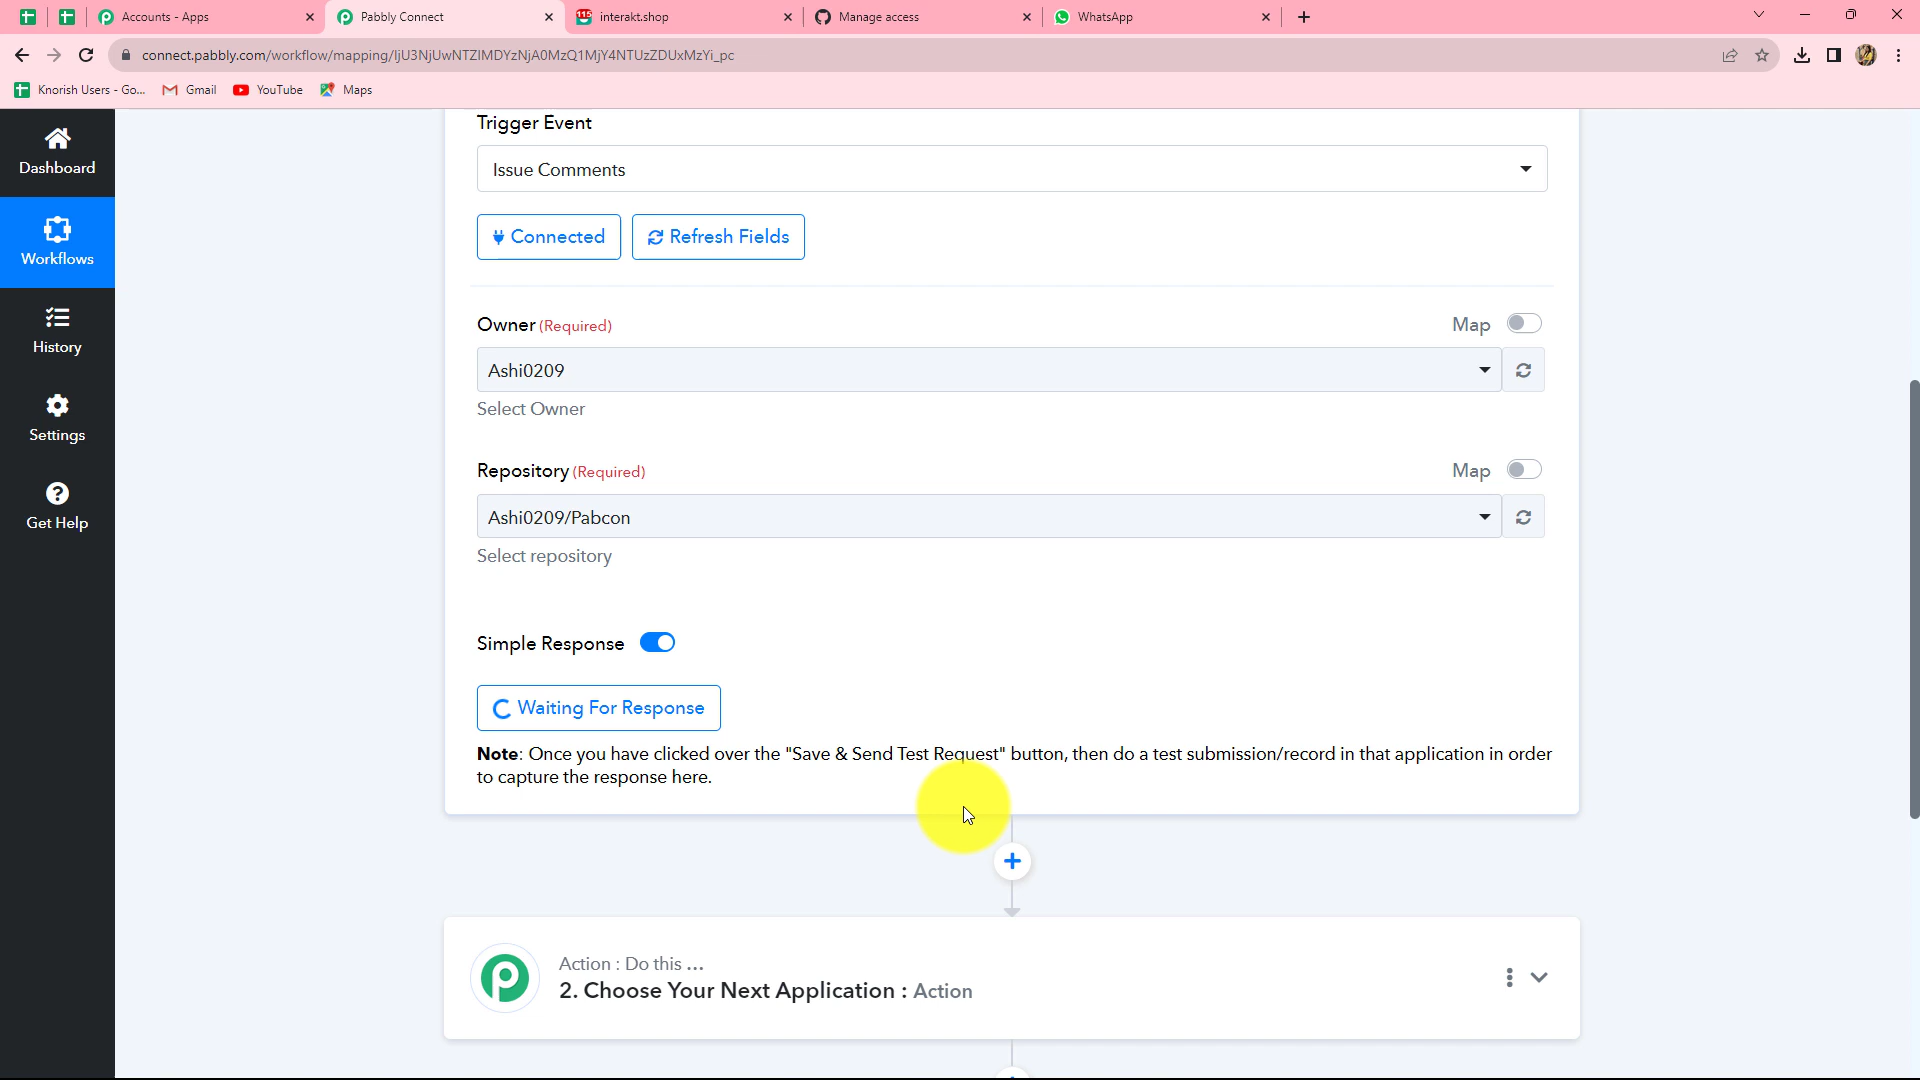 Accounts - Apps
Pabbly Connect
interakt.shop
Manage access
WhatsApp
connect.pabbly.com/workflow/mapping/IjU3NjUwNTZlMDYzNjA0MzQ1MjY4NTUzZDUxMzYi_pc
Knorish Users - Go...
Gmail
YouTube
Maps
Dashboard
Workflows
History
Settings
Get Help
Trigger Event
Issue Comments
Connected
Refresh Fields
Owner (Required)
Map
Ashi0209
Select Owner
Repository (Required)
Map
Ashi0209/Pabcon
Select repository
Simple Response
Waiting For Response
Note: Once you have clicked over the "Save & Send Test Request" button, then do a test submission/record in that application in order
to capture the response here.
Action : Do this ...
2. Choose Your Next Application : Action